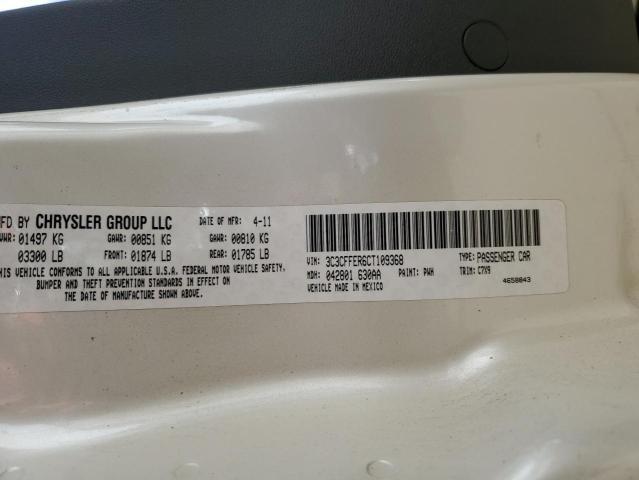 MFD BY CHRYSLER GROUP LLC DATE OF MFR: 4-11
GVWR: 01497 KG GAWR: 00851 KG GAWR: 00810 KG
03300 LB FRONT: 01874 LB REAR: 01785 LB
THIS VEHICLE CONFORMS TO ALL APPLICABLE U.S.A. FEDERAL MOTOR VEHICLE SAFETY,
BUMPER AND THEFT PREVENTION STANDARDS IN EFFECT ON
THE DATE OF MANUFACTURE SHOWN ABOVE.
VIN: 3C3CFFER6CT109368 TYPE: PASSENGER CAR
MDH: 042801 630AA PAINT: PWH TRIM: C7X9
VEHICLE MADE IN MEXICO 4658843